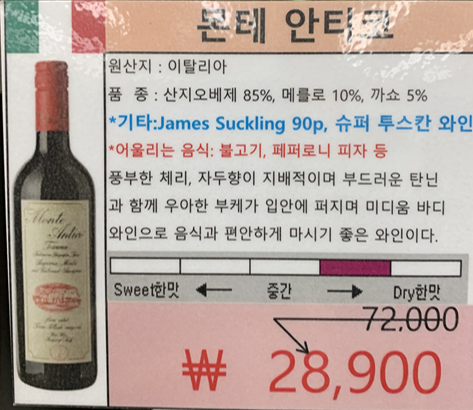 몬테 안티코
원산지 : 이탈리아
품 종 : 산지오베제 85%, 메를로 10%, 까쇼 5%
*기타:James Suckling 90p, 슈퍼 투스칸 와인
*어울리는 음식: 불고기, 페퍼로니 피자 등
풍부한 체리, 자두향이 지배적이며 부드러운 탄닌
과 함께 우아한 부케가 입안에 퍼지며 미디움 바디
와인으로 음식과 편안하게 마시기 좋은 와인이다.
Sweet한맛 ← 중간 → Dry한맛
72,000
₩ 28,900
Monte
Antico
Toscana